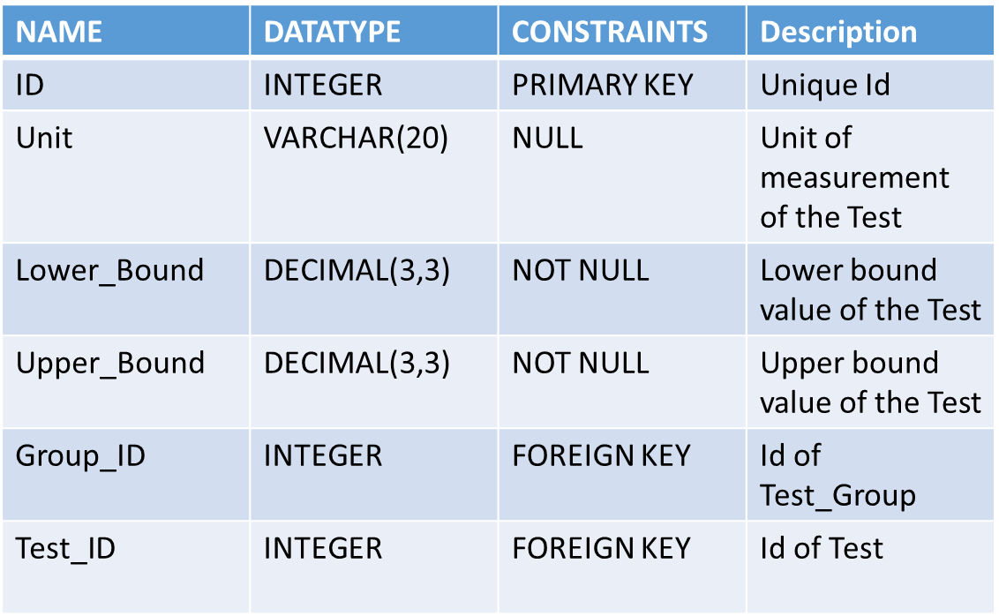 NAME DATATYPE CONSTRAINTS Description
ID INTEGER PRIMARY KEY Unique Id
Unit VARCHAR(20) NULL Unit of
measurement
of the Test
Lower_Bound DECIMAL(3,3) NOT NULL Lower bound
value of the Test
Upper_Bound DECIMAL(3,3) NOT NULL Upper bound
value of the Test
Group_ID INTEGER FOREIGN KEY Id of
Test_Group
Test_ID INTEGER FOREIGN KEY Id of Test